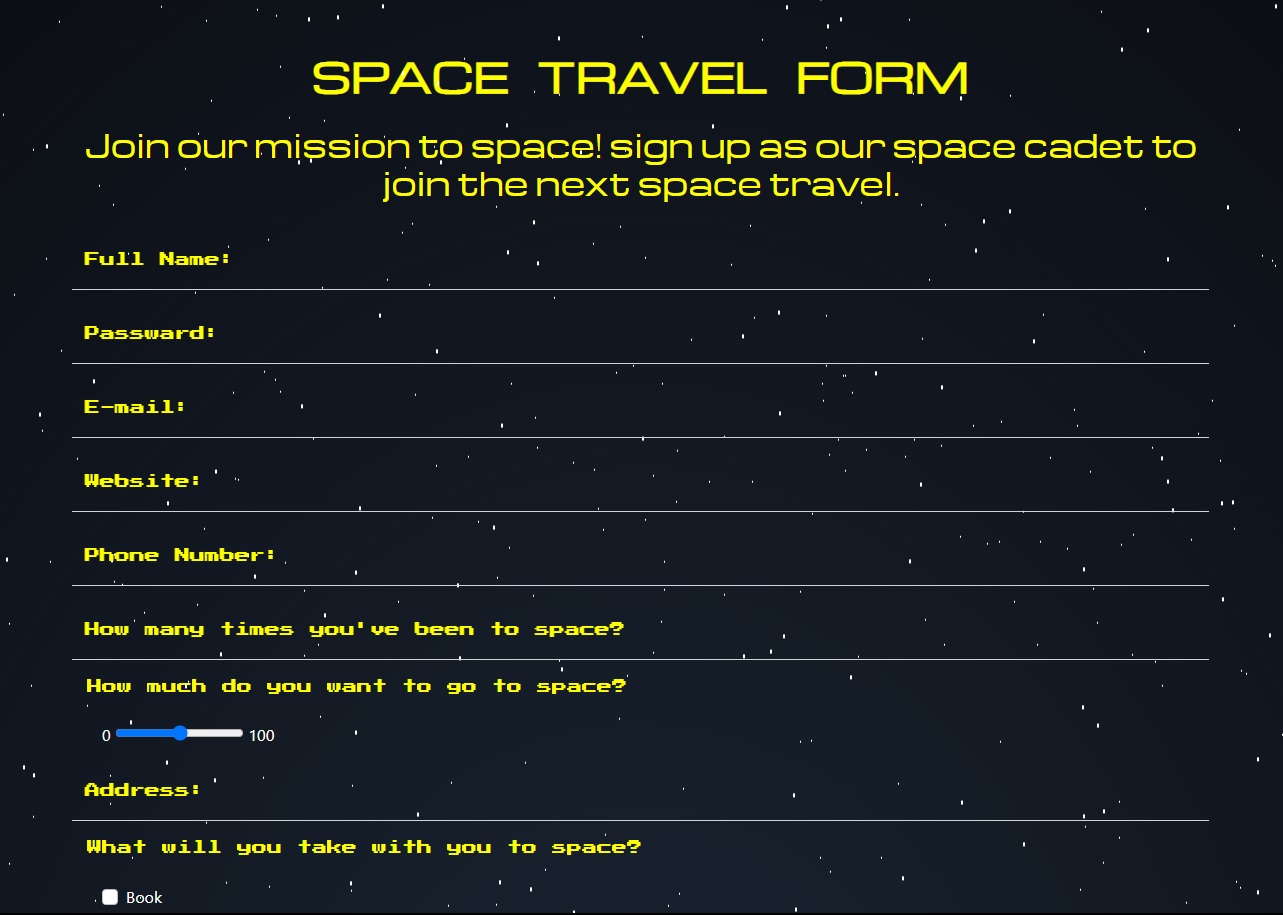 SPACE TRAVEL FORM
Join our mission to space! sign up as our space cadet to
join the next space travel.
Full Name:
Passward:
E-mail:
Website:
Phone Number:
How many times you've been to space?
How much do you want to go to space?
0 100
Address:
What will you take with you to space?
Book